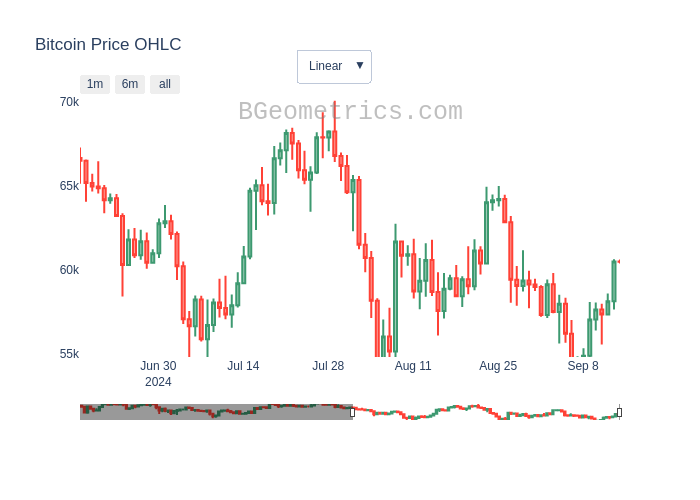 Bitcoin Price OHLC
Linear ▼
1m 6m all
BGeometrics.com
70k
65k
60k
55k
Jun 30 Jul 14 Jul 28 Aug 11 Aug 25 Sep 8
2024